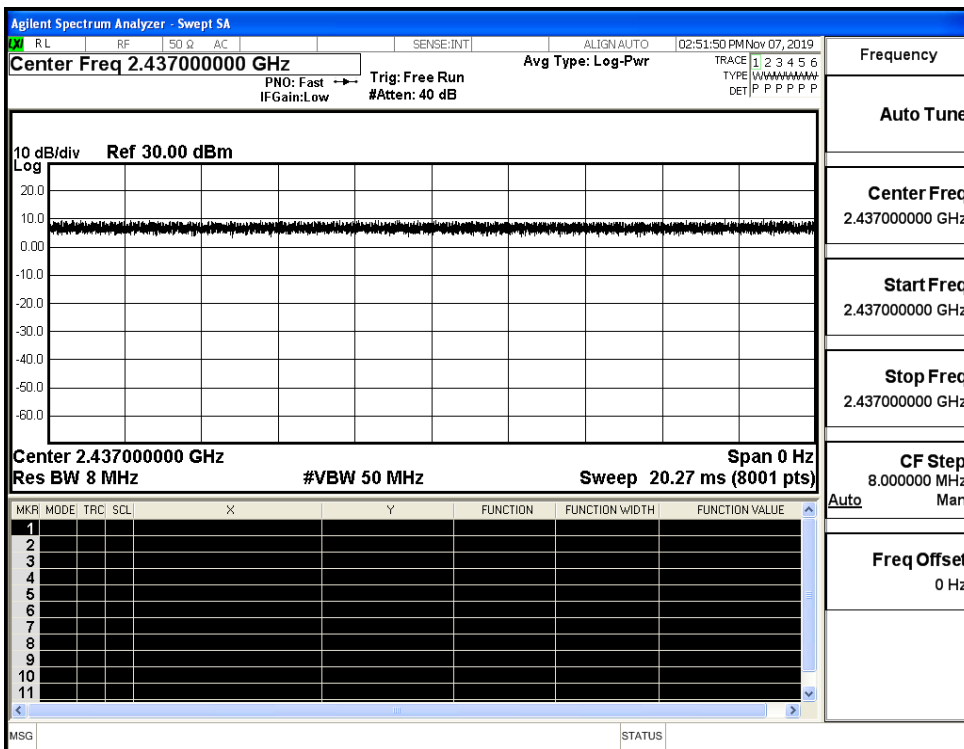 Agilent Spectrum Analyzer - Swept SA
LXI RL RF 50 Ω AC SENSE:INT ALIGN AUTO 02:51:50 PM Nov 07, 2019
Center Freq 2.437000000 GHz
PNO: Fast
IFGain:Low
Trig: Free Run
#Atten: 40 dB
Avg Type: Log-Pwr
TRACE 1 2 3 4 5 6
TYPE WWWWWW
DET P P P P P P
10 dB/div Ref 30.00 dBm
Log
20.0
10.0
0.00
-10.0
-20.0
-30.0
-40.0
-50.0
-60.0
Center 2.437000000 GHz Span 0 Hz
Res BW 8 MHz #VBW 50 MHz Sweep 20.27 ms (8001 pts)
MKR MODE TRC SCL X Y FUNCTION FUNCTION WIDTH FUNCTION VALUE
1
2
3
4
5
6
7
8
9
10
11
MSG STATUS
Frequency
Auto Tune
Center Freq
2.437000000 GHz
Start Freq
2.437000000 GHz
Stop Freq
2.437000000 GHz
CF Step
8.000000 MHz
Auto Man
Freq Offset
0 Hz